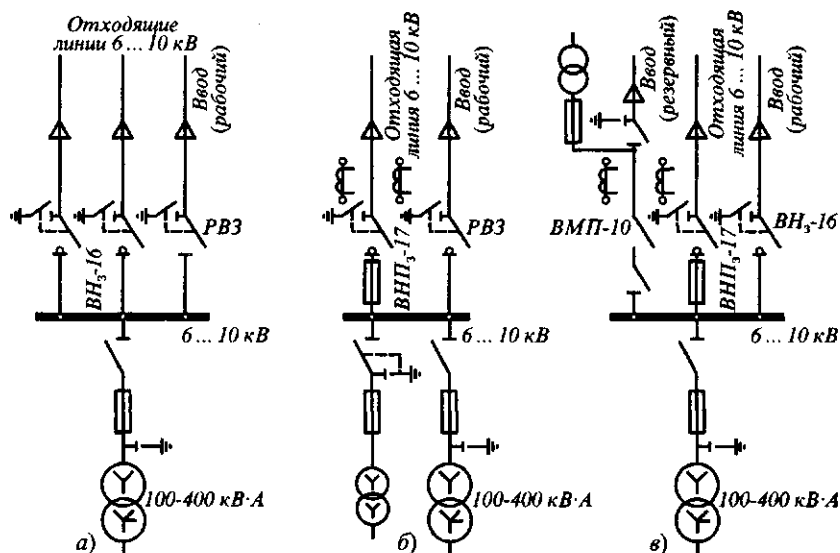 Отходящие
линии 6 ... 10 кВ
Ввод
(рабочий)
РВЗ
ВНз-16
6 ... 10 кВ
100-400 кВ·А
а)
Отходящая
линия 6 ... 10 кВ
Ввод
(рабочий)
РВЗ
ВНПз-17
6 ... 10 кВ
100-400 кВ·А
б)
Ввод
(резервный)
Отходящая
линия 6 ... 10 кВ
Ввод
(рабочий)
ВМП-10
ВНПз-17
ВНз-16
6 ... 10 кВ
100-400 кВ·А
в)